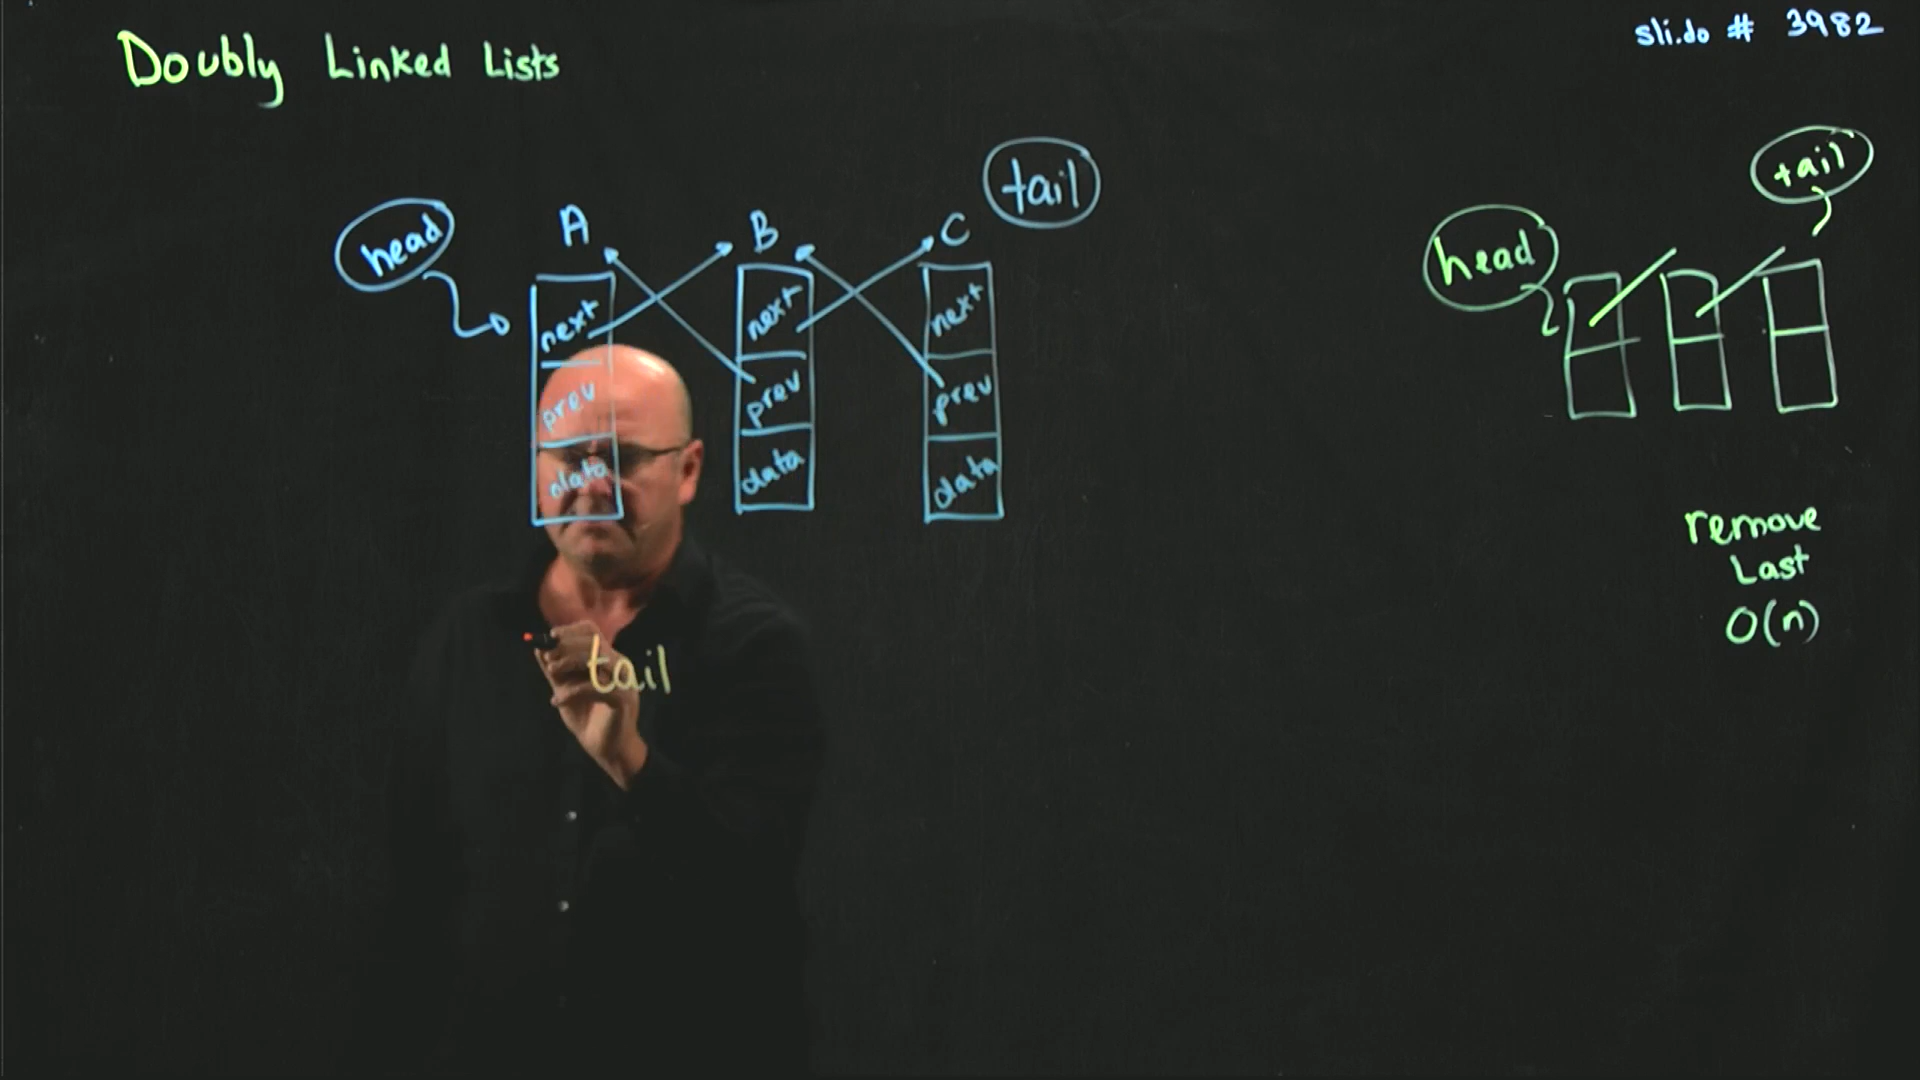 Doubly Linked Lists
sli.do # 3982
head
A
B
C
tail
next
next
next
prev
prev
prev
data
data
data
tail
head
tail
remove
Last
O(n)